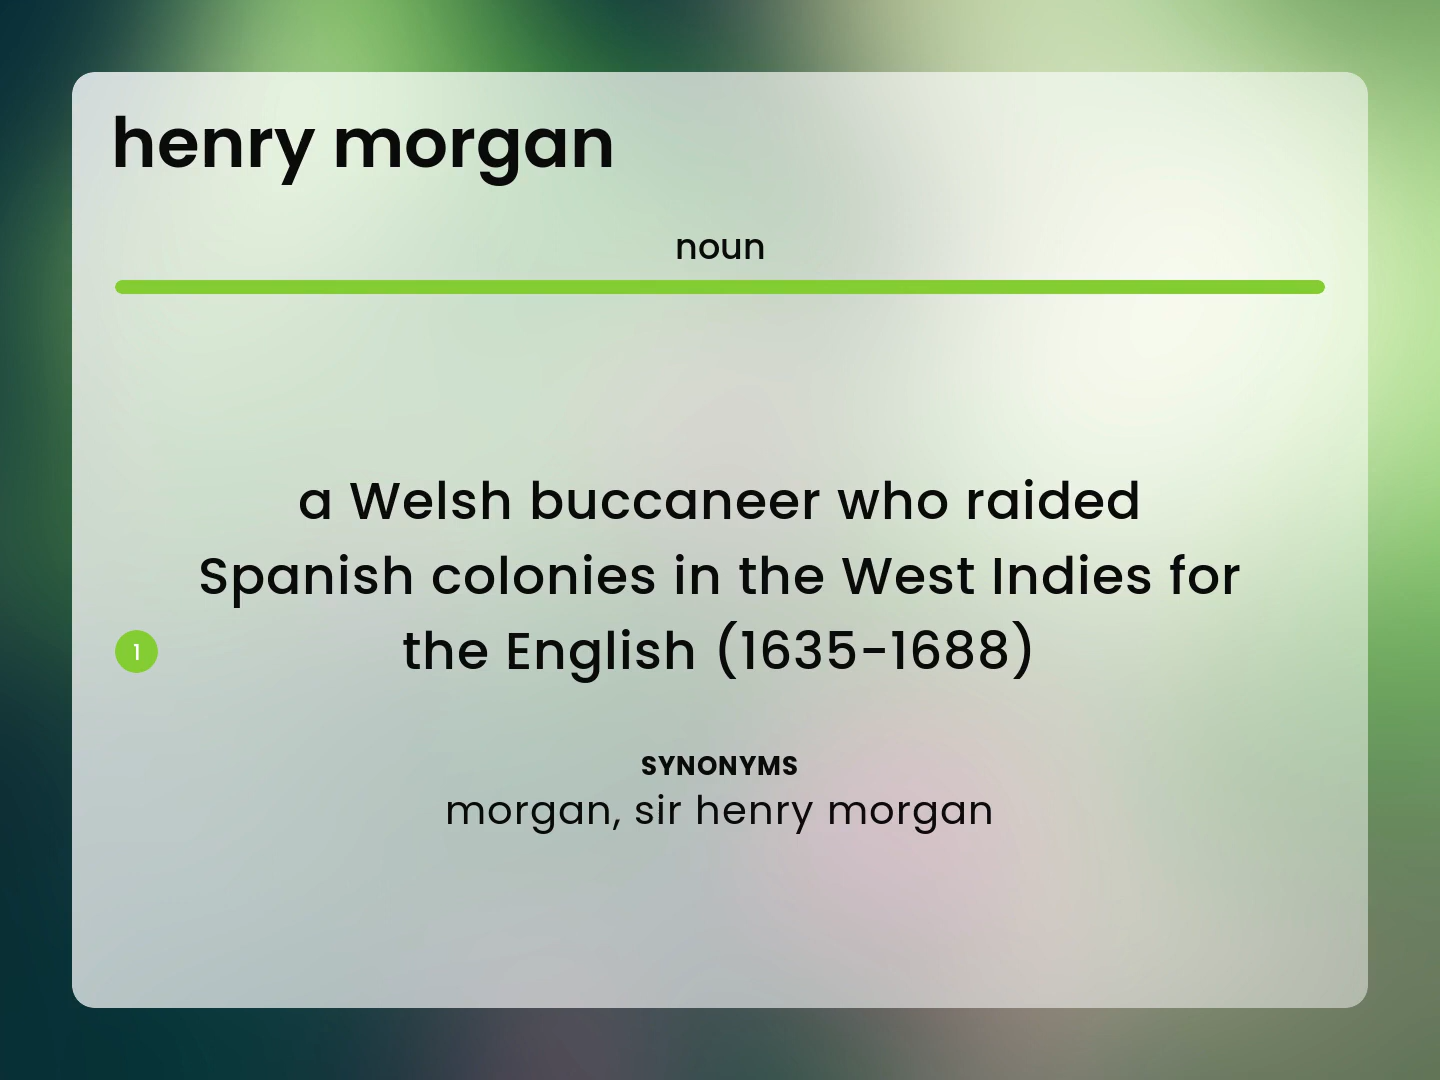 henry morgan
noun
a Welsh buccaneer who raided
Spanish colonies in the West Indies for
1 the English (1635-1688)
SYNONYMS
morgan, sir henry morgan